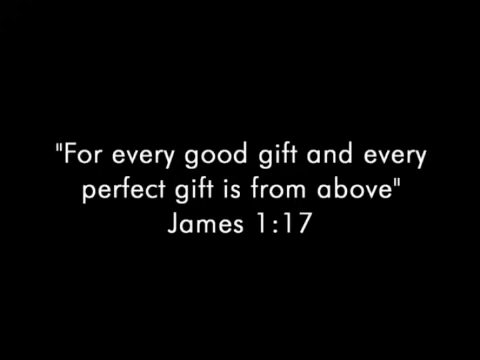 "For every good gift and every
perfect gift is from above"
James 1:17